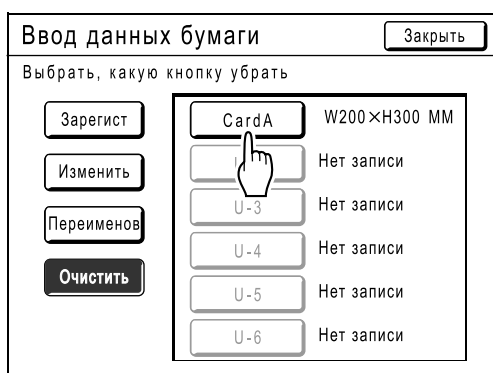 Ввод данных бумаги
Закрыть
Выбрать, какую кнопку убрать
Зарегист
CardA
W200×H300 MM
Изменить
Нет записи
Переименов
U-3
Нет записи
U-4
Нет записи
Очистить
U-5
Нет записи
U-6
Нет записи